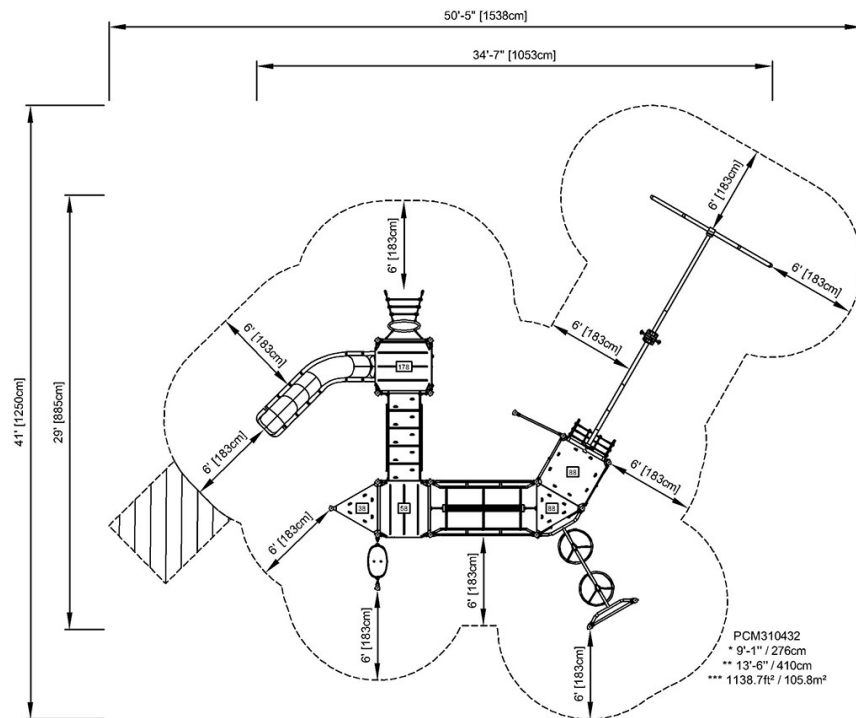 50'-5" [1538cm]
34'-7" [1053cm]
41' [1250cm]
29' [885cm]
6' [183cm]
6' [183cm]
6' [183cm]
6' [183cm]
6' [183cm]
178
6' [183cm]
88
6' [183cm]
38
58
88
6' [183cm]
6' [183cm]
6' [183cm]
6' [183cm]
PCM310432
* 9'-1" / 276cm
** 13'-6" / 410cm
*** 1138.7ft² / 105.8m²